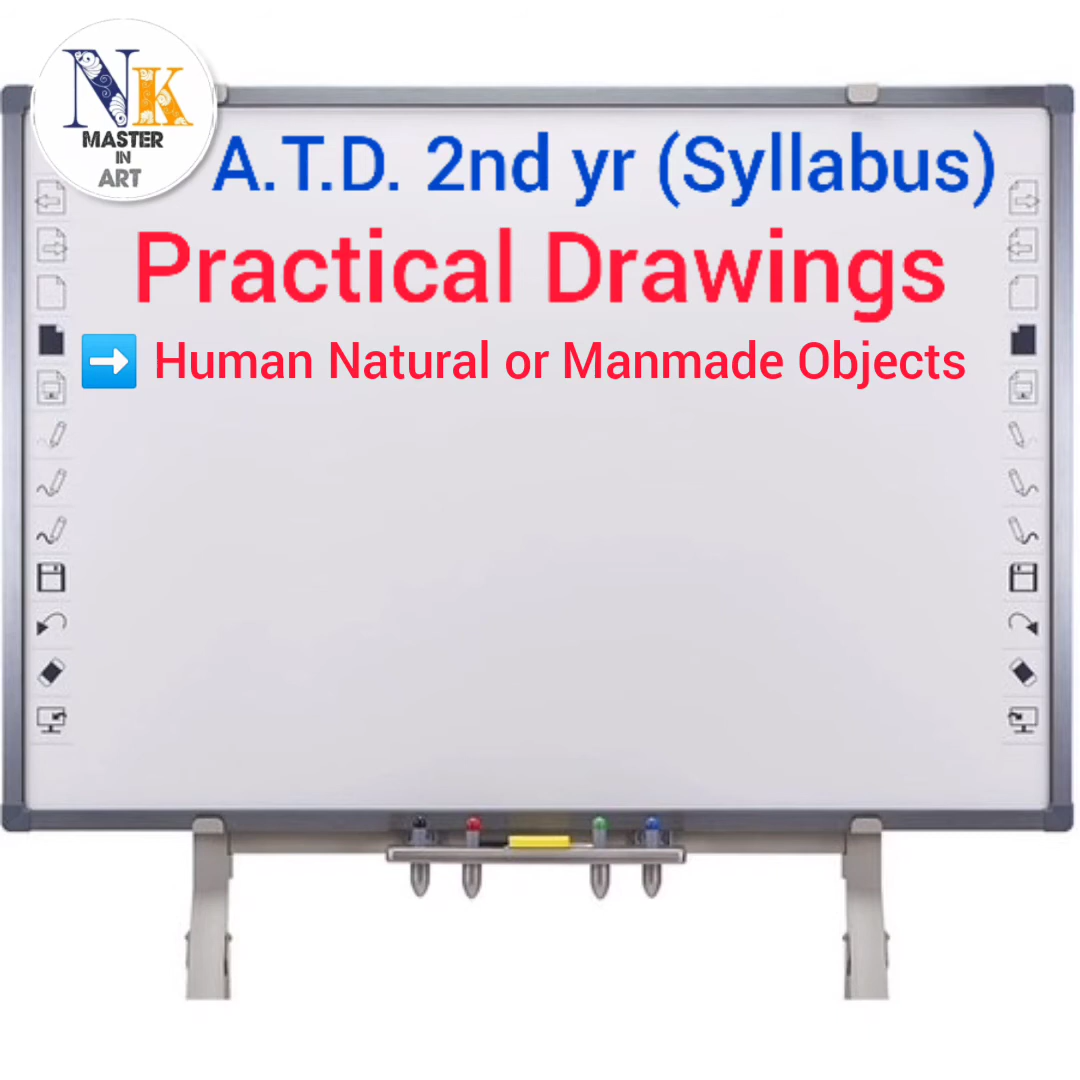 NK
MASTER
IN
ART
A.T.D. 2nd yr (Syllabus)
Practical Drawings
➡ Human Natural or Manmade Objects